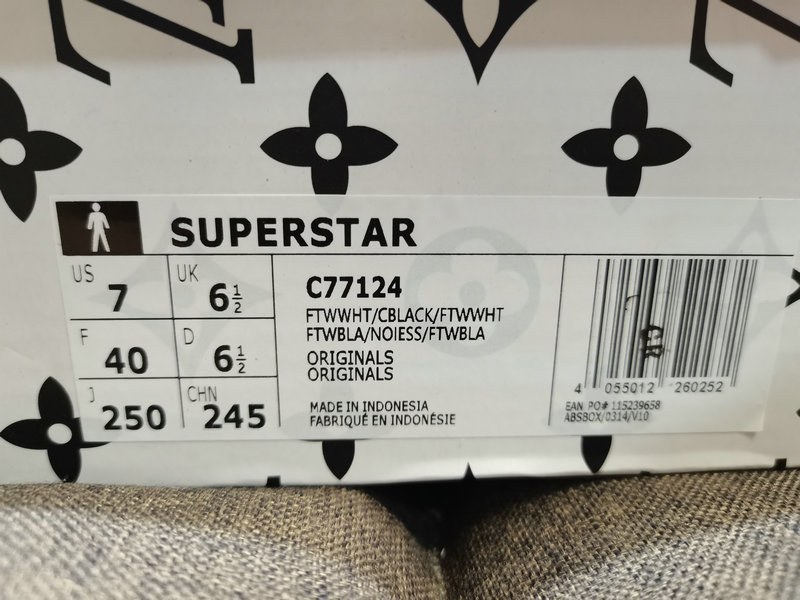 SUPERSTAR
US 7 UK 6½
F 40 D 6½
J 250 CHN 245
C77124
FTWWHT/CBLACK/FTWWHT
FTWBLA/NOIESS/FTWBLA
ORIGINALS
ORIGINALS
MADE IN INDONESIA
FABRIQUÉ EN INDONÉSIE
4 055012 260252
EAN PO# 115239658
ABSBOX/0314/V10